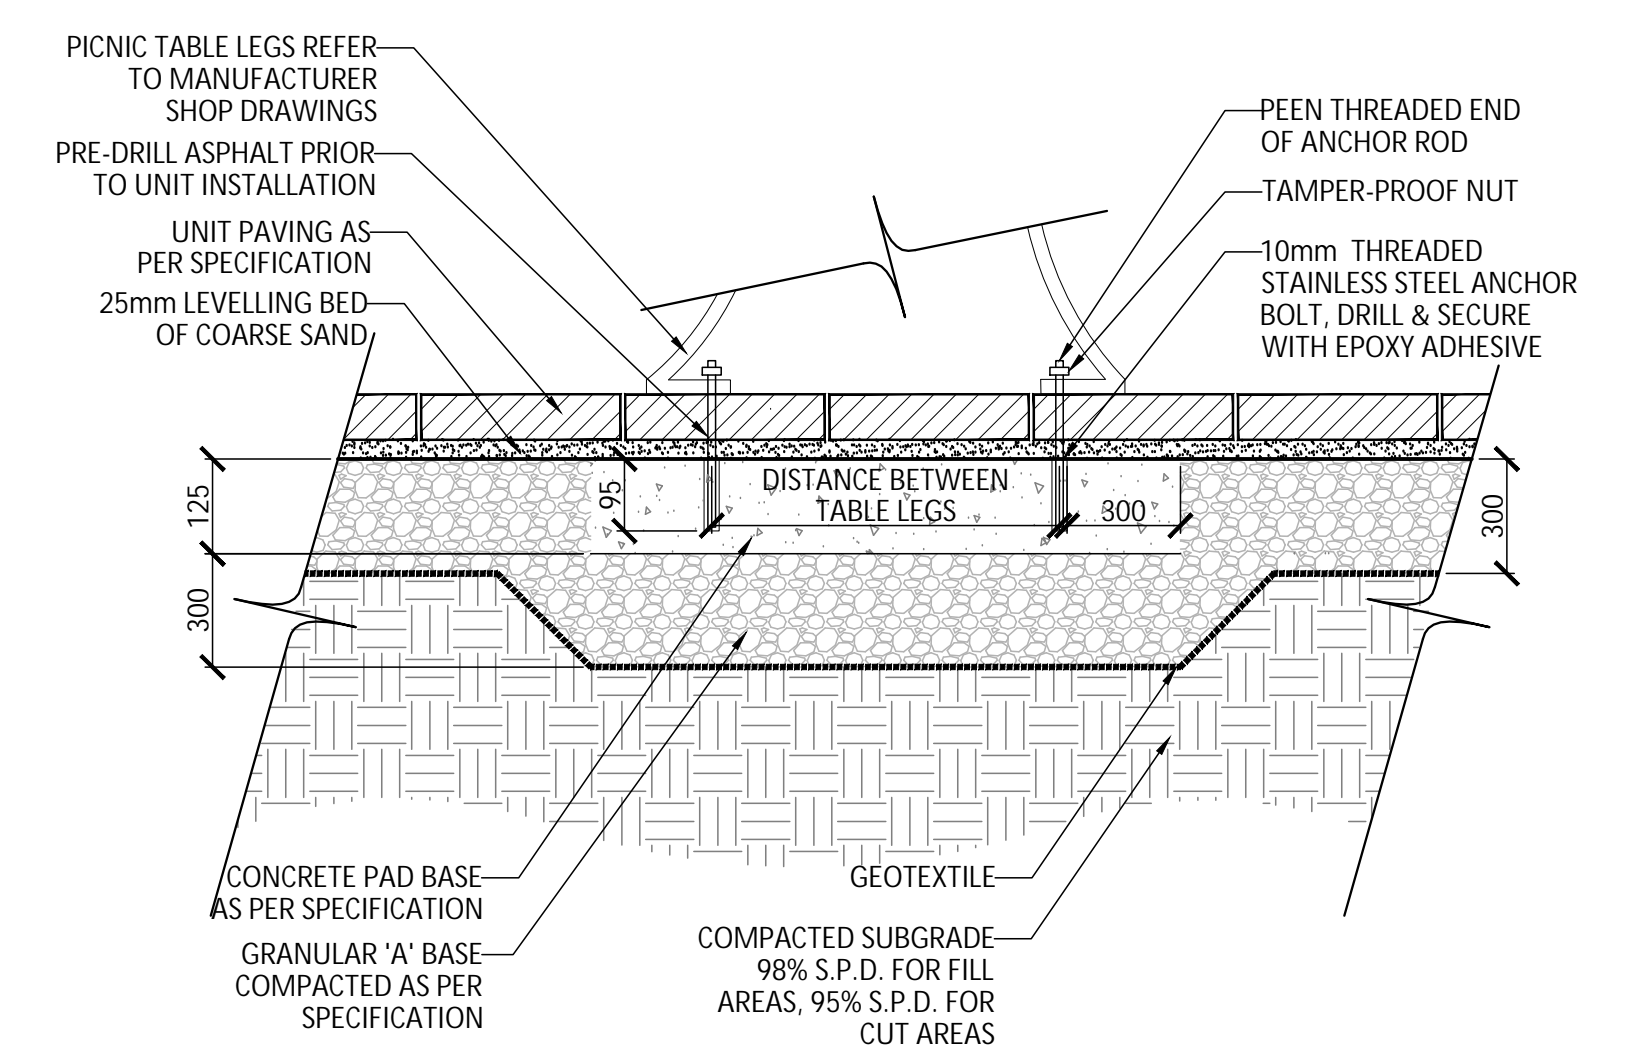 PICNIC TABLE LEGS REFER
TO MANUFACTURER
SHOP DRAWINGS
PRE-DRILL ASPHALT PRIOR
TO UNIT INSTALLATION
UNIT PAVING AS
PER SPECIFICATION
25mm LEVELLING BED
OF COARSE SAND
PEEN THREADED END
OF ANCHOR ROD
TAMPER-PROOF NUT
10mm THREADED
STAINLESS STEEL ANCHOR
BOLT, DRILL & SECURE
WITH EPOXY ADHESIVE
125
300
95
DISTANCE BETWEEN
TABLE LEGS
300
300
CONCRETE PAD BASE
AS PER SPECIFICATION
GRANULAR 'A' BASE
COMPACTED AS PER
SPECIFICATION
GEOTEXTILE
COMPACTED SUBGRADE
98% S.P.D. FOR FILL
AREAS, 95% S.P.D. FOR
CUT AREAS